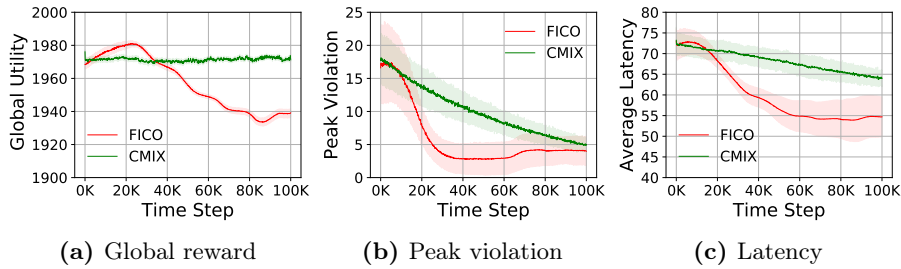 2000
1980
1960
1940
1920
1900
Global Utility
FICO
CMIX
0K 20K 40K 60K 80K 100K
Time Step
(a) Global reward
25
20
15
10
5
0
Peak Violation
FICO
CMIX
0K 20K 40K 60K 80K 100K
Time Step
(b) Peak violation
80
75
70
65
60
55
50
45
40
Average Latency
FICO
CMIX
0K 20K 40K 60K 80K 100K
Time Step
(c) Latency